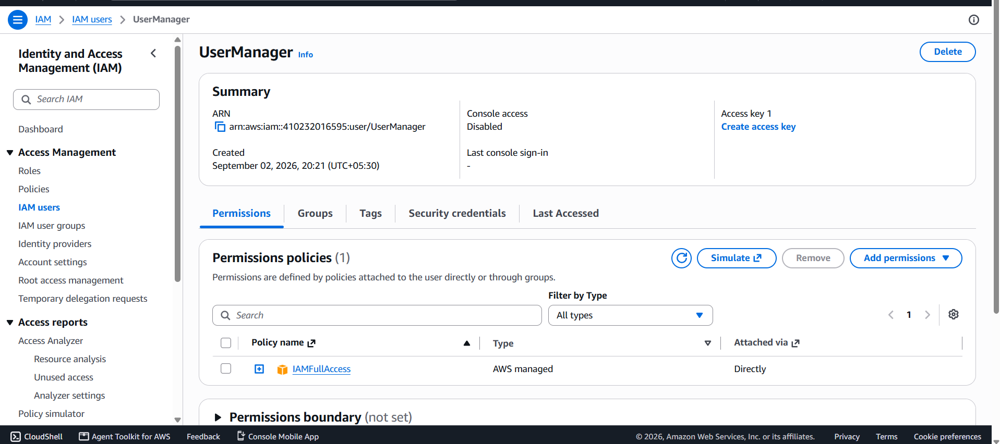 IAM > IAM users > UserManager
Identity and Access
Management (IAM)
Search IAM
Dashboard
Access Management
Roles
Policies
IAM users
IAM user groups
Identity providers
Account settings
Root access management
Temporary delegation requests
Access reports
Access Analyzer
Resource analysis
Unused access
Analyzer settings
Policy simulator
UserManager Info
Delete
Summary
ARN
arn:aws:iam::410232016595:user/UserManager
Created
September 02, 2026, 20:21 (UTC+05:30)
Console access
Disabled
Last console sign-in
-
Access key 1
Create access key
Permissions Groups Tags Security credentials Last Accessed
Permissions policies (1)
Simulate Remove Add permissions
Permissions are defined by policies attached to the user directly or through groups.
Filter by Type
Search All types 1
Policy name Type Attached via
IAMFullAccess AWS managed Directly
Permissions boundary (not set)
CloudShell Agent Toolkit for AWS Feedback Console Mobile App © 2026, Amazon Web Services, Inc. or its affiliates. Privacy Terms Cookie preferences